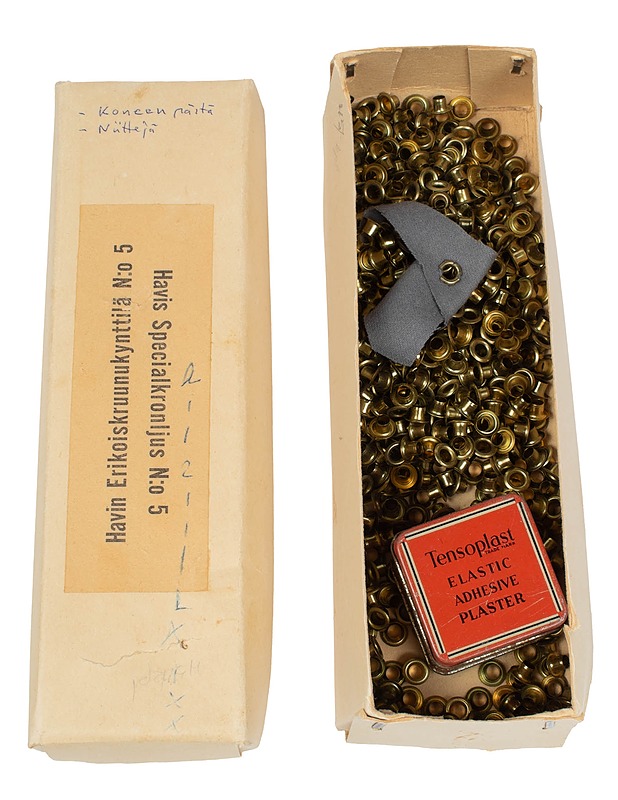 - Koneen päitä
- Niittejä
Havin Erikoiskruunukynttilä N:o 5
Havis Specialkronljus N:o 5
Tensoplast
TRADE MARK
ELASTIC
ADHESIVE
PLASTER